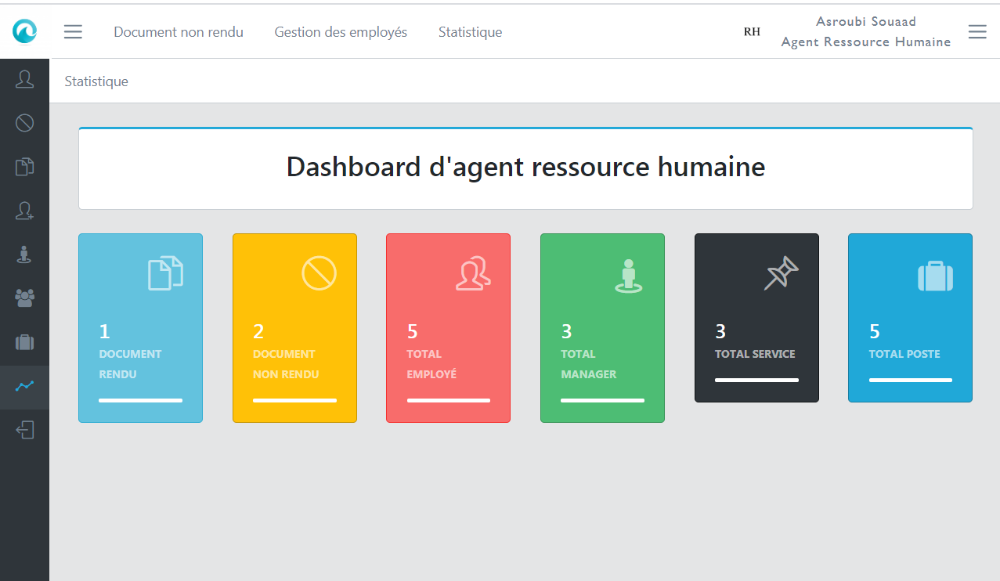 Document non rendu
Gestion des employés
Statistique
RH
Asroubi Souaad
Agent Ressource Humaine
Statistique
Dashboard d'agent ressource humaine
1
DOCUMENT
RENDU
2
DOCUMENT
NON RENDU
5
TOTAL
EMPLOYÉ
3
TOTAL
MANAGER
3
TOTAL SERVICE
5
TOTAL POSTE